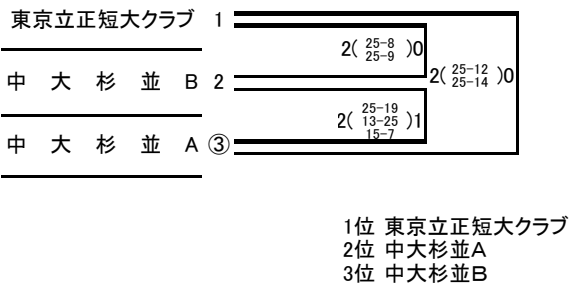 東京立正短大クラブ 1
2( 25-8 25-9 )0
中大杉並B 2
2( 25-12 25-14 )0
2( 25-19 13-25 15-7 )1
中大杉並A ③
1位 東京立正短大クラブ
2位 中大杉並A
3位 中大杉並B